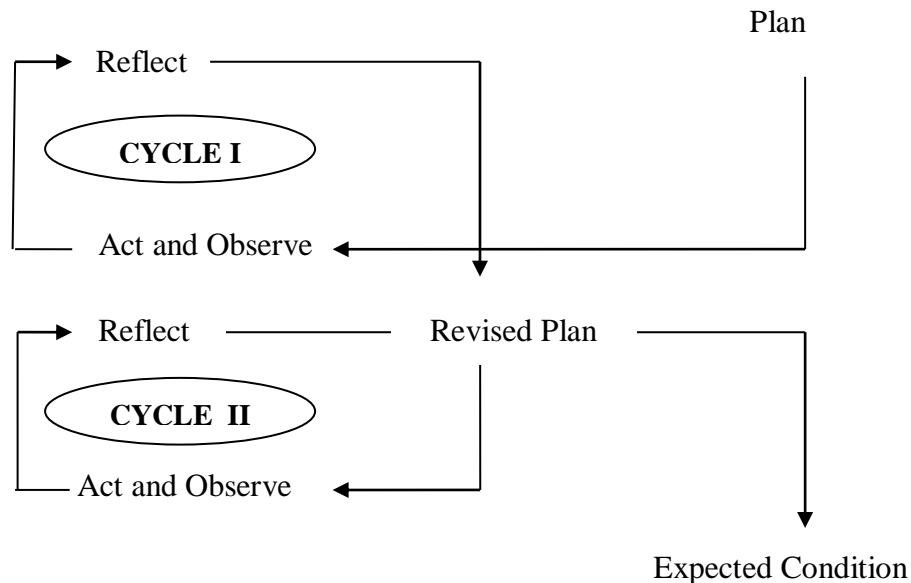 Plan
Reflect
CYCLE I
Act and Observe
Reflect
Revised Plan
CYCLE II
Act and Observe
Expected Condition